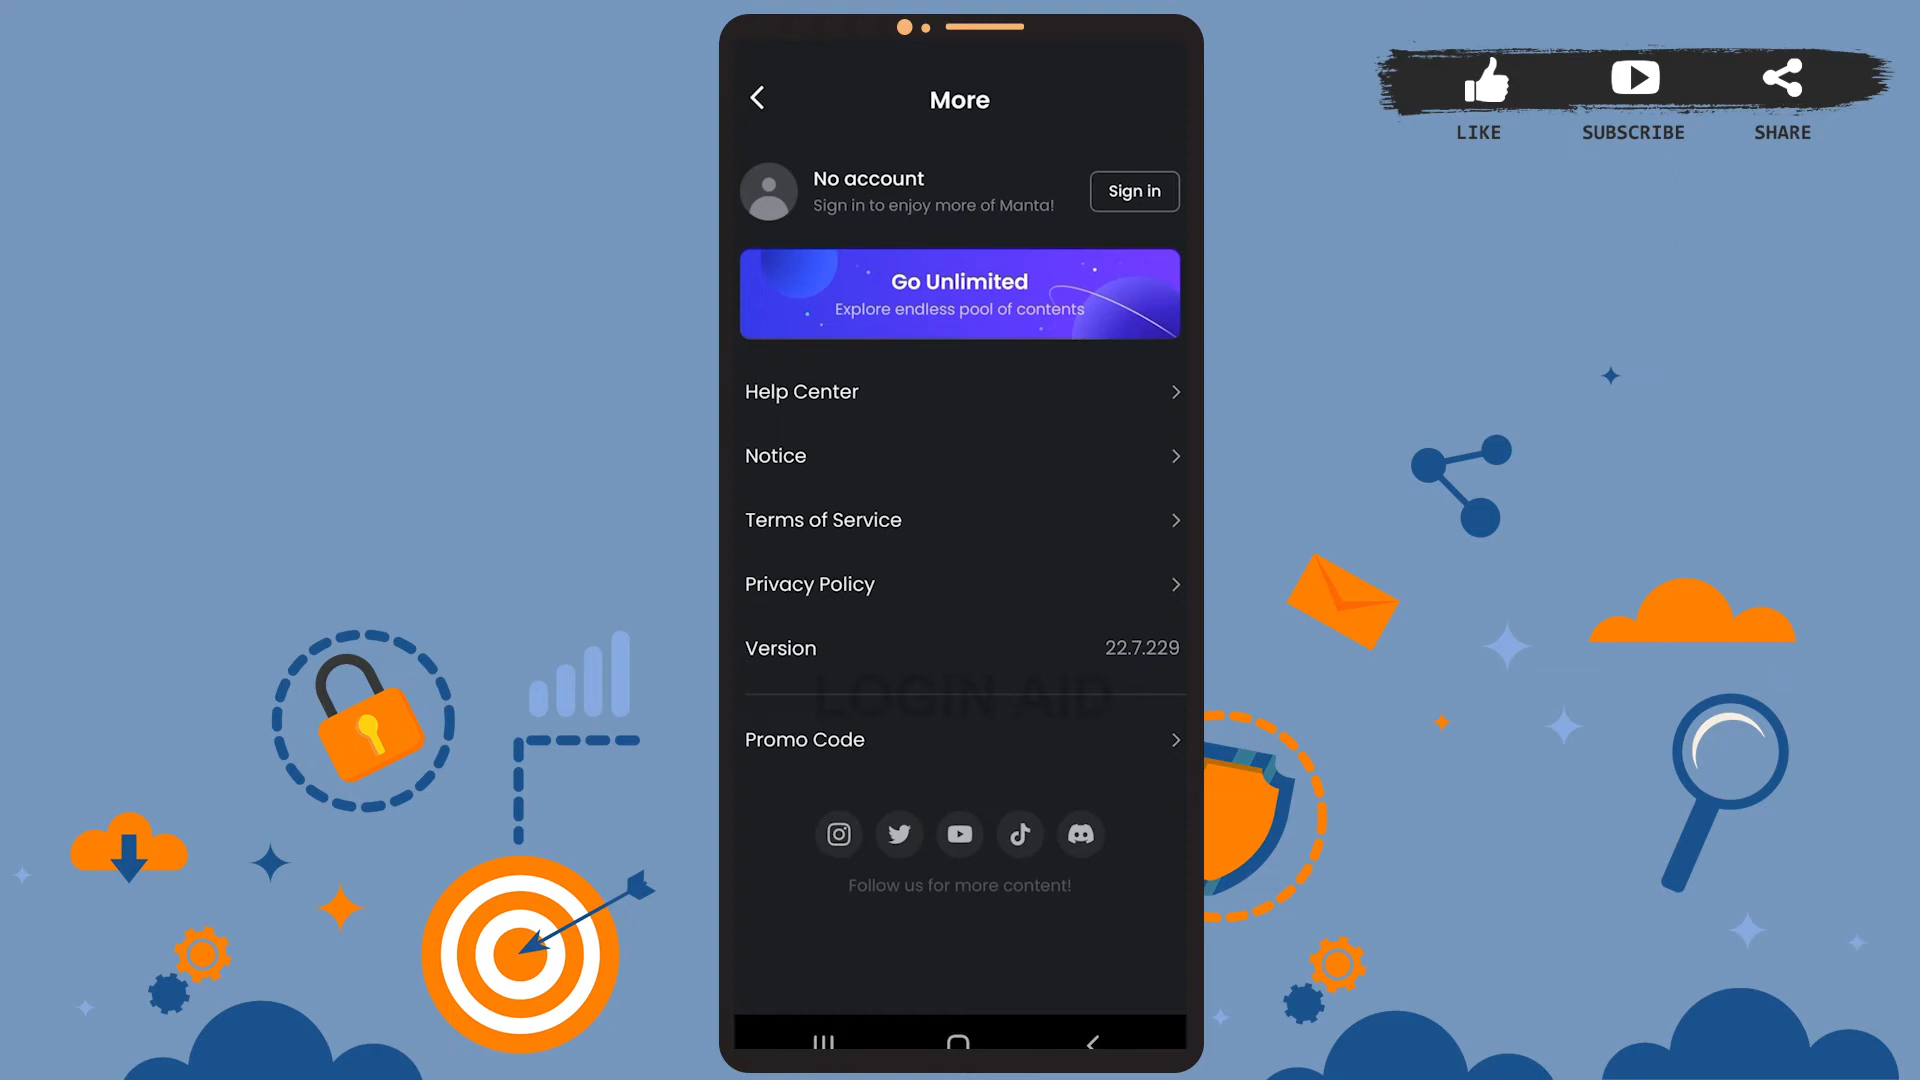 LIKE SUBSCRIBE SHARE
More
No account
Sign in to enjoy more of Manta!
Sign in
Go Unlimited
Explore endless pool of contents
Help Center
Notice
Terms of Service
Privacy Policy
Version 22.7.229
LOGIN AID
Promo Code
Follow us for more content!